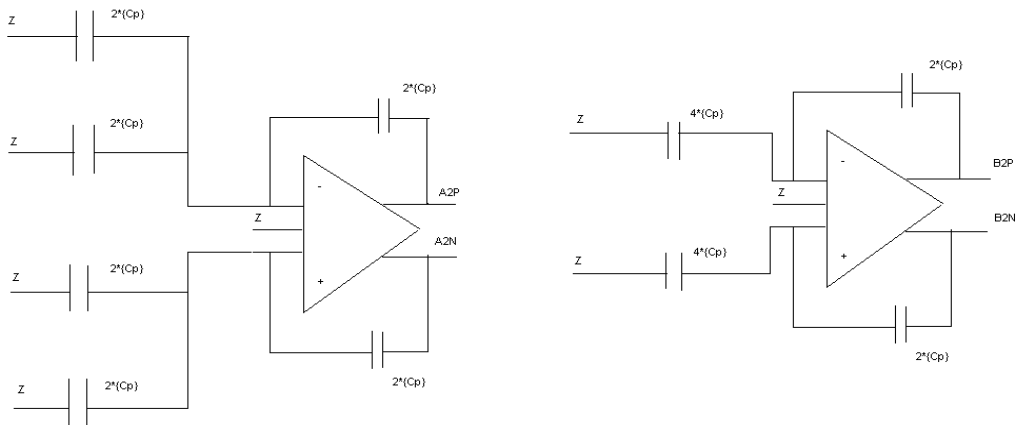 Z
2*{Cp}
Z
2*{Cp}
2*{Cp}
-
Z
A2P
A2N
+
Z
2*{Cp}
2*{Cp}
Z
2*{Cp}
2*{Cp}
Z
4*{Cp}
-
Z
B2P
B2N
+
Z
4*{Cp}
2*{Cp}